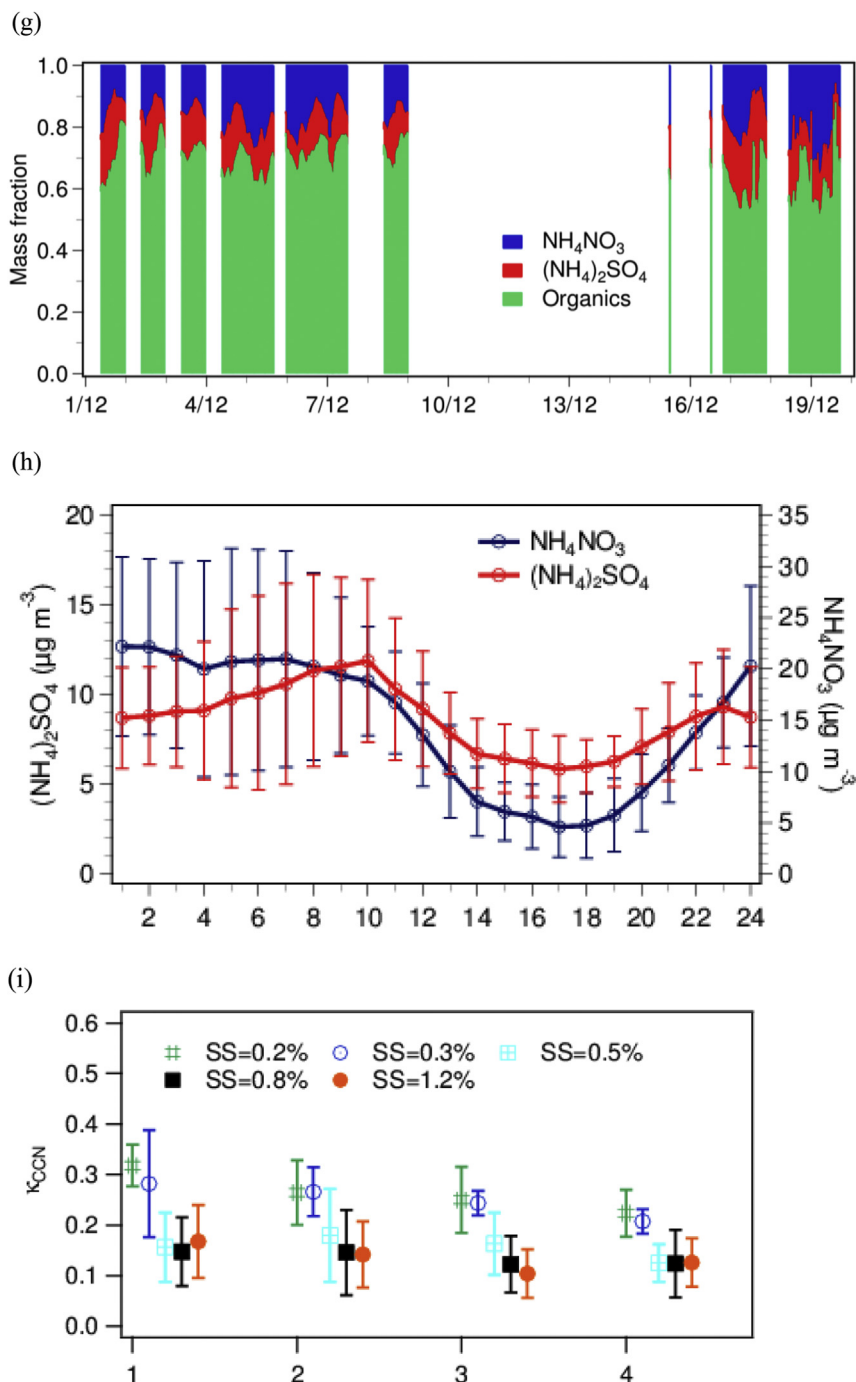 (g)
1.0
0.8
0.6
0.4
0.2
0.0
Mass fraction
NH₄NO₃
(NH₄)₂SO₄
Organics
1/12 4/12 7/12 10/12 13/12 16/12 19/12
(h)
20
15
10
5
0
(NH₄)₂SO₄ (µg m⁻³)
NH₄NO₃
(NH₄)₂SO₄
35
30
25
20
15
10
5
0
NH₄NO₃ (µg m⁻³)
2 4 6 8 10 12 14 16 18 20 22 24
(i)
0.6
0.5
0.4
0.3
0.2
0.1
0.0
κCCN
SS=0.2% SS=0.3% SS=0.5%
SS=0.8% SS=1.2%
1 2 3 4